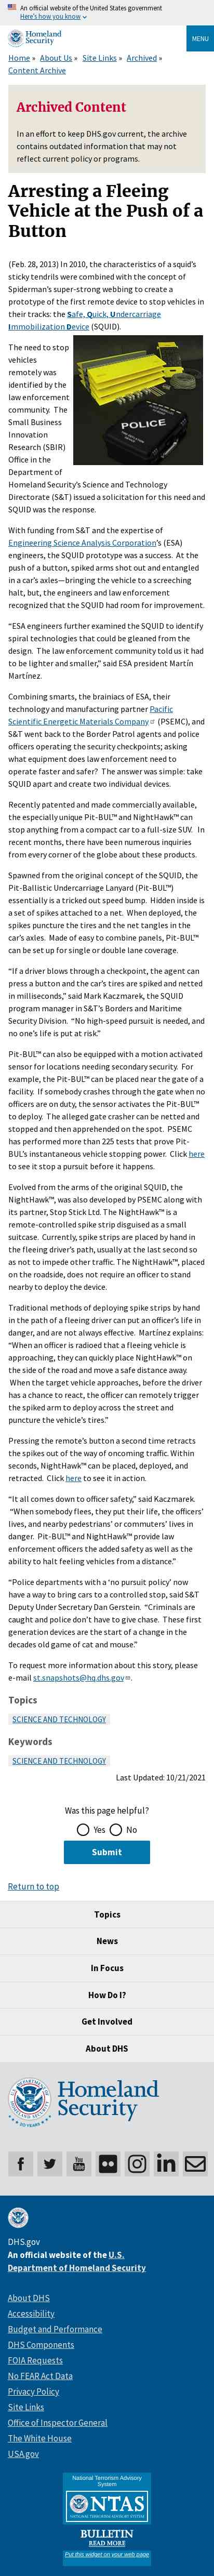 An official website of the United States government
Here's how you know
Homeland
Security
MENU
Home » About Us » Site Links » Archived »
Content Archive
Archived Content
In an effort to keep DHS.gov current, the archive
contains outdated information that may not
reflect current policy or programs.
Arresting a Fleeing
Vehicle at the Push of a
Button
(Feb. 28, 2013) In 2010, the characteristics of a squid’s
sticky tendrils were combined with the concept of
Spiderman’s super-strong webbing to create a
prototype of the first remote device to stop vehicles in
their tracks: the Safe, Quick, Undercarriage
Immobilization Device (SQUID).
The need to stop
vehicles
remotely was
identified by the
law enforcement
community. The
Small Business
Innovation
Research (SBIR)
Office in the
Department of
POLICE
Homeland Security’s Science and Technology
Directorate (S&T) issued a solicitation for this need and
SQUID was the response.
With funding from S&T and the expertise of
Engineering Science Analysis Corporation’s (ESA)
engineers, the SQUID prototype was a success. At the
push of a button, spiked arms shot out and entangled
in a car’s axles—bringing the vehicle to a screeching
halt, but, the engineers and law enforcement
recognized the SQUID had room for improvement.
“ESA engineers further examined the SQUID to identify
spiral technologies that could be gleaned from the
design. The law enforcement community told us it had
to be lighter and be smaller,” said ESA president Martín
Martínez.
Combining smarts, the brainiacs of ESA, their
technology and manufacturing partner Pacific
Scientific Energetic Materials Company (PSEMC), and
S&T went back to the Border Patrol agents and police
officers who operate the security checkpoints; asking
what capabilities does law enforcement need to
operate faster and safer? The answer was simple: take
SQUID apart and create two individual devices.
Recently patented and made commercially available,
the especially unique Pit-BUL™ and NightHawk™ can
stop anything from a compact car to a full-size SUV. In
recent months, there have been numerous inquiries
from every corner of the globe about these products.
Spawned from the original concept of the SQUID, the
Pit-Ballistic Undercarriage Lanyard (Pit-BUL™)
essentially is a tricked out speed bump. Hidden inside is
a set of spikes attached to a net. When deployed, the
spikes puncture the tires and the net tangles on the
car’s axles. Made of easy to combine panels, Pit-BUL™
can be set up for single or double lane coverage.
“If a driver blows through a checkpoint, the agent can
press a button and the car can be spiked and netted
in milliseconds,” said Mark Kaczmarek, the SQUID
program manager in S&T’s Borders and Maritime
Security Division. “No high-speed pursuit is needed, and
no one’s life is put at risk.”
Pit-BUL™ can also be equipped with a motion activated
sensor for locations needing secondary security. For
example, the Pit-BUL™ can be placed near the gate of a
facility. If somebody crashes through the gate when no
officers are on duty, the sensor activates the Pit-BUL™
to deploy. The alleged gate crasher can be netted and
stopped on the spot. PSEMC
has performed more than 225 tests that prove Pit-
BUL’s instantaneous vehicle stopping power. Click here
to see it stop a pursuit before it happens.
Evolved from the arms of the original SQUID, the
NightHawk™, was also developed by PSEMC along with
its partner, Stop Stick Ltd. The NightHawk™ is a
remote-controlled spike strip disguised as a small
suitcase. Currently, spike strips are placed by hand
directly in the fleeing driver’s path, usually at the last second
so not to impede other traffic. The NightHawk™, placed
on the roadside, does not require an officer to stand
anywhere near the danger.
Traditional methods of deploying spike strips by hand
in the path of an alleged driver can put an officer’s life
in danger, and are not always effective. Martínez explains:
“When an officer is abroad if a fleeing vehicle is
approaching, they can simply place NightHawk™ on the
side of the road and walk away. When the target vehicle
approaches, before the driver
has a chance to react, the officer can remotely trigger
the spike arm to deploy across the street and
puncture the vehicle’s tires.”
Pressing the remote’s button a second time retracts
the spikes out of the way of oncoming traffic. Within
seconds, NightHawk™ can be placed, deployed, and
retracted. Click here to see it in action.
“It all comes down to officer safety,” said Kaczmarek.
“When somebody flees, they put their life, the officers’
lives, and nearby pedestrians’ or car commuters’ lives
in danger. Pit-BUL™ and NightHawk™ provide law
enforcement officers the added capability of being able
to halt fleeing vehicles from a distance.”
“Police departments with a ‘no pursuit policy’ now
have a means to end a car chase before it starts. This
forces cars to come to a controlled stop, said S&T
Deputy Under Secretary Dan Gerstein. “Criminals are
caught, and they don’t have to give chase. These first
generation devices are the start of what will save
decades and small of game of cat and mouse.”
To request more information about this story, please
e-mail st.snapshots@hq.dhs.gov.
Topics
SCIENCE AND TECHNOLOGY
Keywords
SCIENCE AND TECHNOLOGY
Last Updated: 10/21/2021
Was this page helpful?
Yes No
Submit
Return to top
Topics
News
In Focus
How Do I?
Get Involved
About DHS
Homeland
Security
DHS.gov
An official website of the U.S.
Department of Homeland Security
About DHS
Accessibility
Budget and Performance
DHS Components
FOIA Requests
No FEAR Act Data
Privacy Policy
Site Links
Office of Inspector General
The White House
USA.gov
National Terrorism Advisory
System
NTAS
BULLETIN
READ MORE
Put this widget on your web page